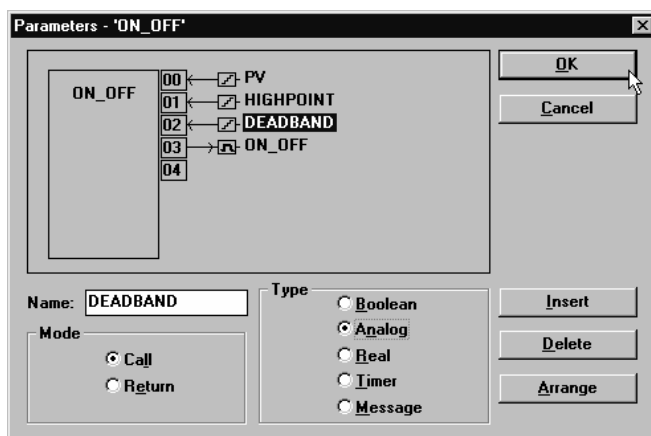 Parameters - 'ON_OFF'
ON_OFF
00 PV
01 HIGHPOINT
02 DEADBAND
03 ON_OFF
04
OK
Cancel
Name: DEADBAND
Mode
Call
Return
Type
Boolean
Analog
Real
Timer
Message
Insert
Delete
Arrange